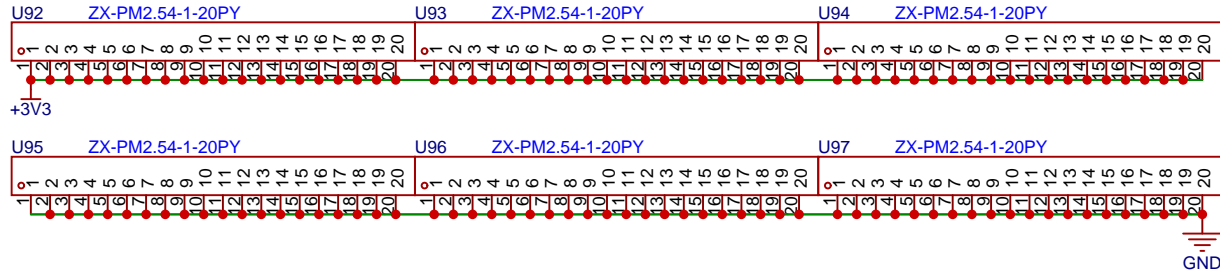 U92 ZX-PM2.54-1-20PY U93 ZX-PM2.54-1-20PY U94 ZX-PM2.54-1-20PY
1 2 3 4 5 6 7 8 9 10 11 12 13 14 15 16 17 18 19 20 1 2 3 4 5 6 7 8 9 10 11 12 13 14 15 16 17 18 19 20 1 2 3 4 5 6 7 8 9 10 11 12 13 14 15 16 17 18 19 20
1 2 3 4 5 6 7 8 9 10 11 12 13 14 15 16 17 18 19 20 1 2 3 4 5 6 7 8 9 10 11 12 13 14 15 16 17 18 19 20 1 2 3 4 5 6 7 8 9 10 11 12 13 14 15 16 17 18 19 20
+3V3
U95 ZX-PM2.54-1-20PY U96 ZX-PM2.54-1-20PY U97 ZX-PM2.54-1-20PY
1 2 3 4 5 6 7 8 9 10 11 12 13 14 15 16 17 18 19 20 1 2 3 4 5 6 7 8 9 10 11 12 13 14 15 16 17 18 19 20 1 2 3 4 5 6 7 8 9 10 11 12 13 14 15 16 17 18 19 20
1 2 3 4 5 6 7 8 9 10 11 12 13 14 15 16 17 18 19 20 1 2 3 4 5 6 7 8 9 10 11 12 13 14 15 16 17 18 19 20 1 2 3 4 5 6 7 8 9 10 11 12 13 14 15 16 17 18 19 20
GND